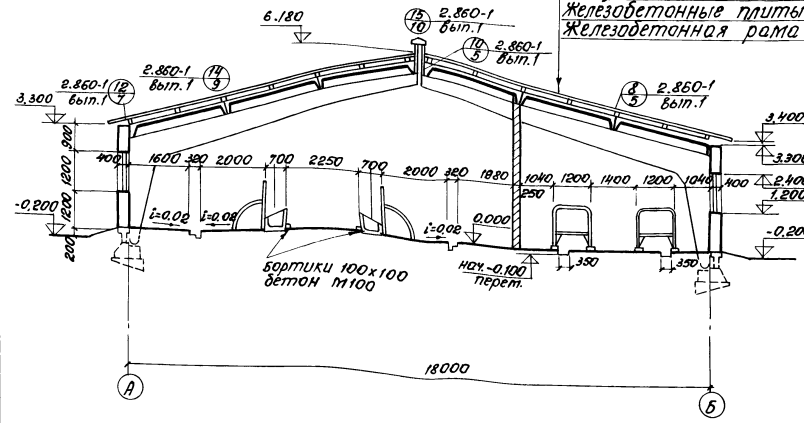 Железобетонные плиты
Железобетонная рама
6.180
15
10
2.860-1
вып.1
10
5
2.860-1
вып.1
2.860-1
вып.1
14
9
2.860-1
вып.1
12
7
8
5
2.860-1
вып.1
3,300
3,400
3.300
2.400
1.200
-0.200
-0,200
900
1200
1200
200
400 1600 320 2000 700 2250 700 2000 320 1980 1040 1200 1400 1200 1040 400
250
i=0.02 i=0.08
i=0.02
0.000
Бортики 100х100
бетон М100
нач.-0.100
перем.
350
350
18000
А
Б